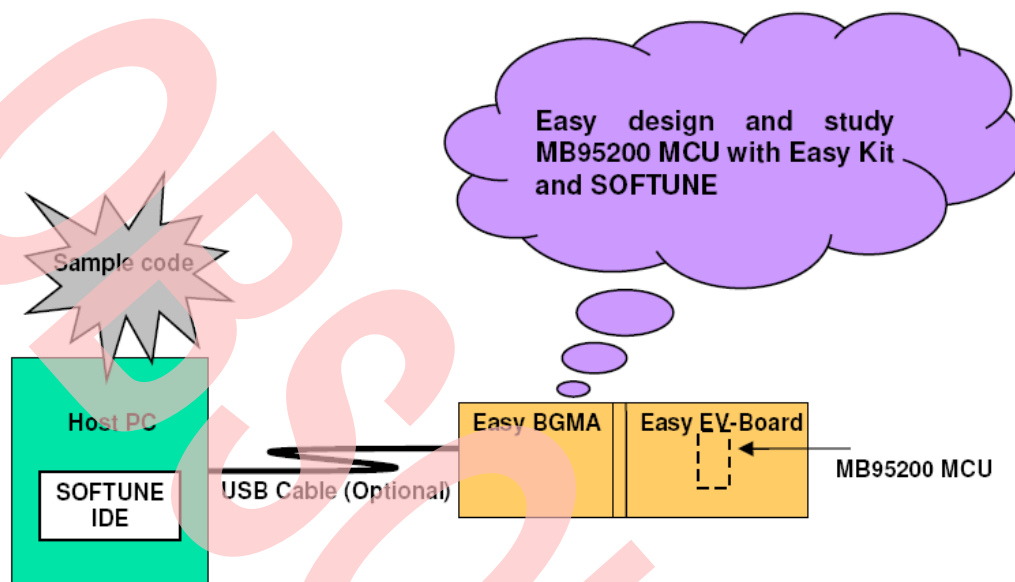 Easy design and study
MB95200 MCU with Easy Kit
and SOFTUNE
Sample code
Host PC
SOFTUNE
IDE
USB Cable (Optional)
Easy BGMA
Easy EV-Board
MB95200 MCU